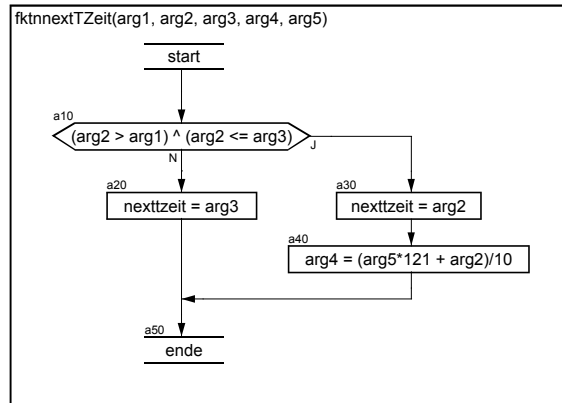 fktnnextTZeit(arg1, arg2, arg3, arg4, arg5)
start
a10
(arg2 > arg1) ^ (arg2 <= arg3)
N
J
a20
nexttzeit = arg3
a30
nexttzeit = arg2
a40
arg4 = (arg5*121 + arg2)/10
a50
ende